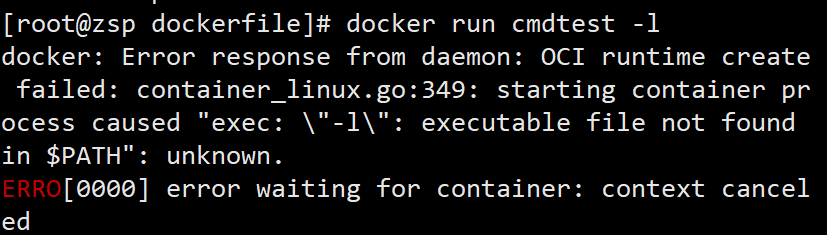 [root@zsp dockerfile]# docker run cmdtest -l
docker: Error response from daemon: OCI runtime create
 failed: container_linux.go:349: starting container pr
ocess caused "exec: \"-l\": executable file not found
in $PATH": unknown.
ERRO[0000] error waiting for container: context cancel
ed